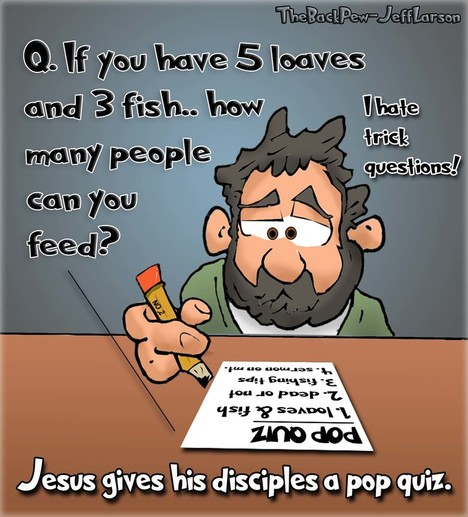 TheBackPew-JeffLarson
Q. If you have 5 loaves
and 3 fish.. how
many people
can you
feed?
I hate
trick
questions!
NO. 2
POP QUIZ
1. loaves & fish
2. dead or not
3. fishing tips
4. sermon on mt.
Jesus gives his disciples a pop quiz.